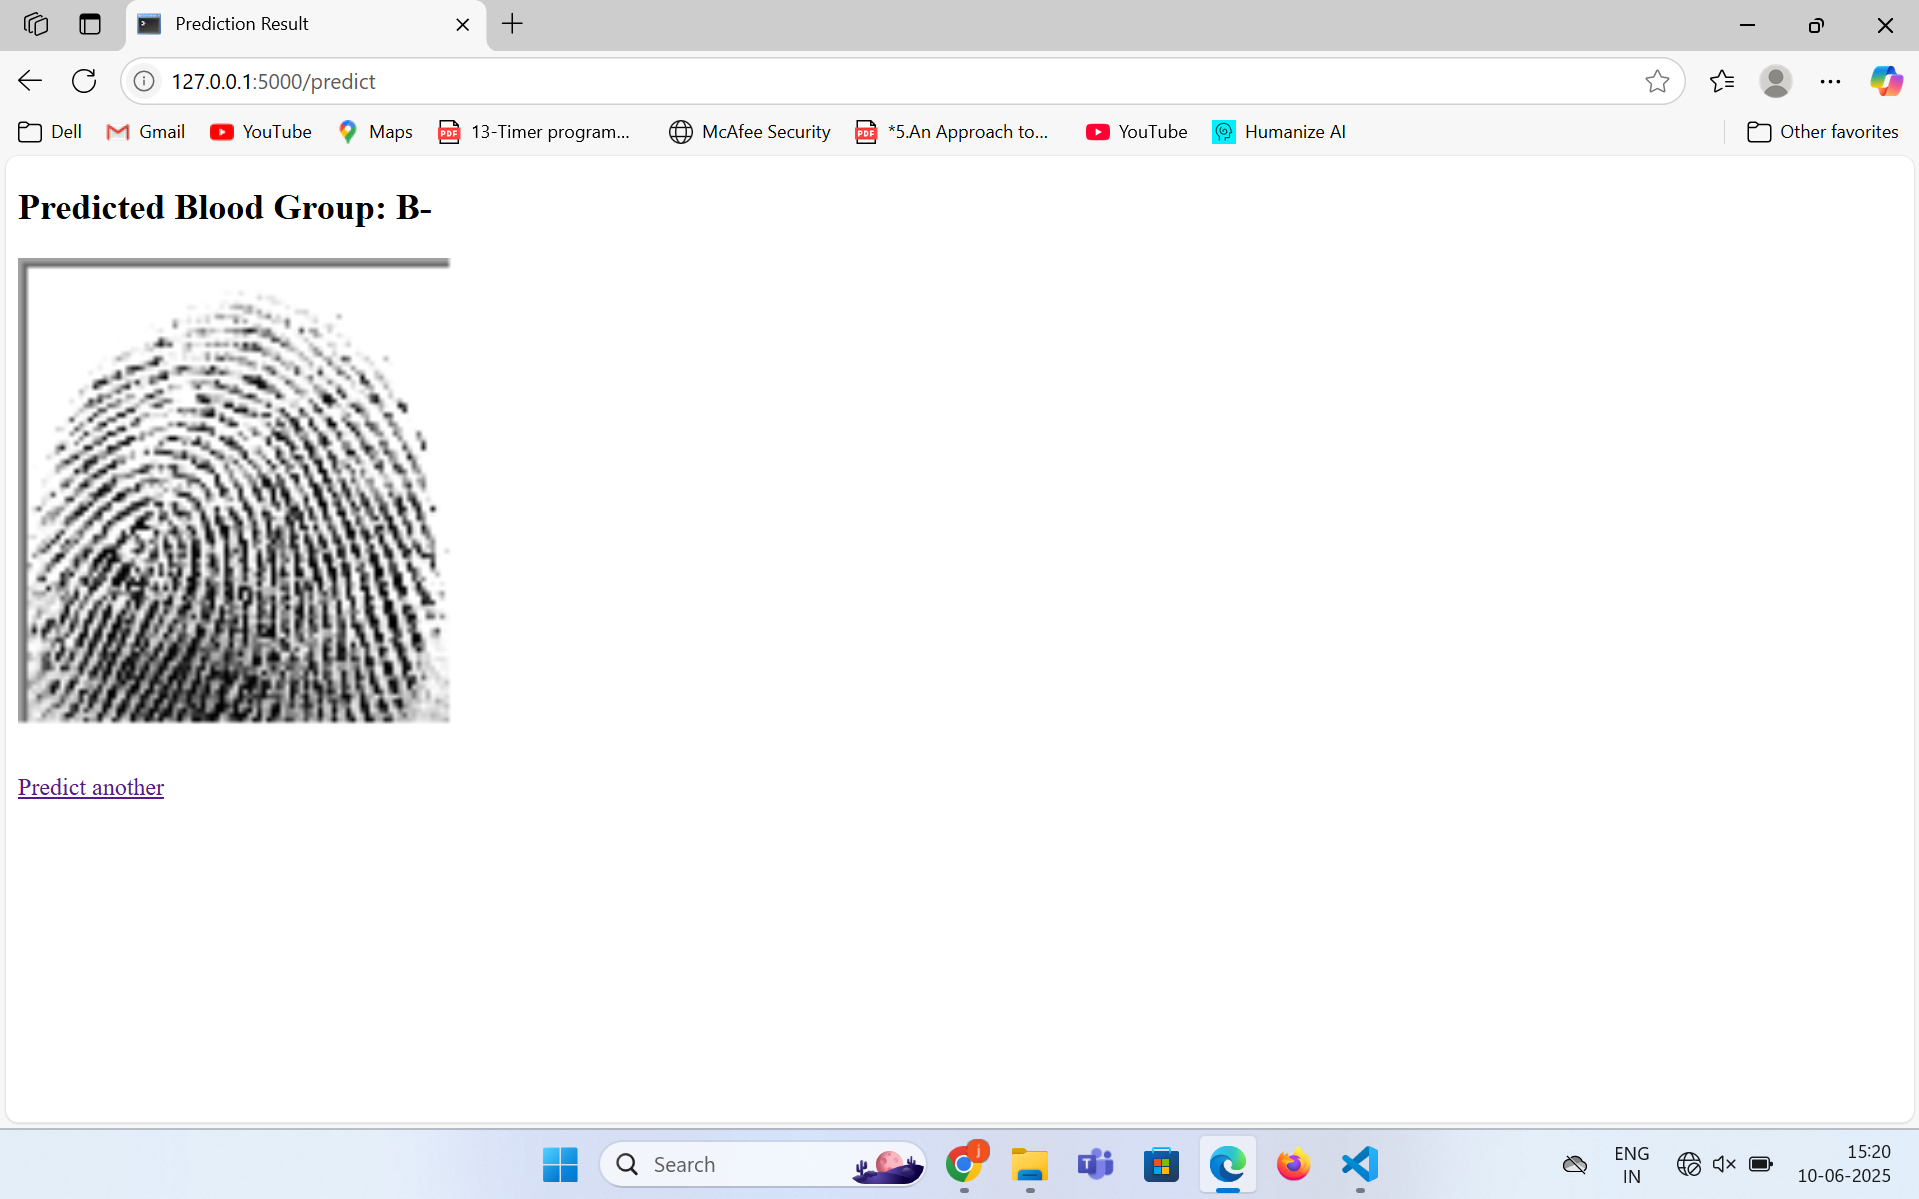 Prediction Result
127.0.0.1:5000/predict
Dell Gmail YouTube Maps PDF 13-Timer program... McAfee Security PDF *5.An Approach to... YouTube Humanize AI Other favorites
Predicted Blood Group: B-
Predict another
Search
j
T
ENG
IN
15:20
10-06-2025